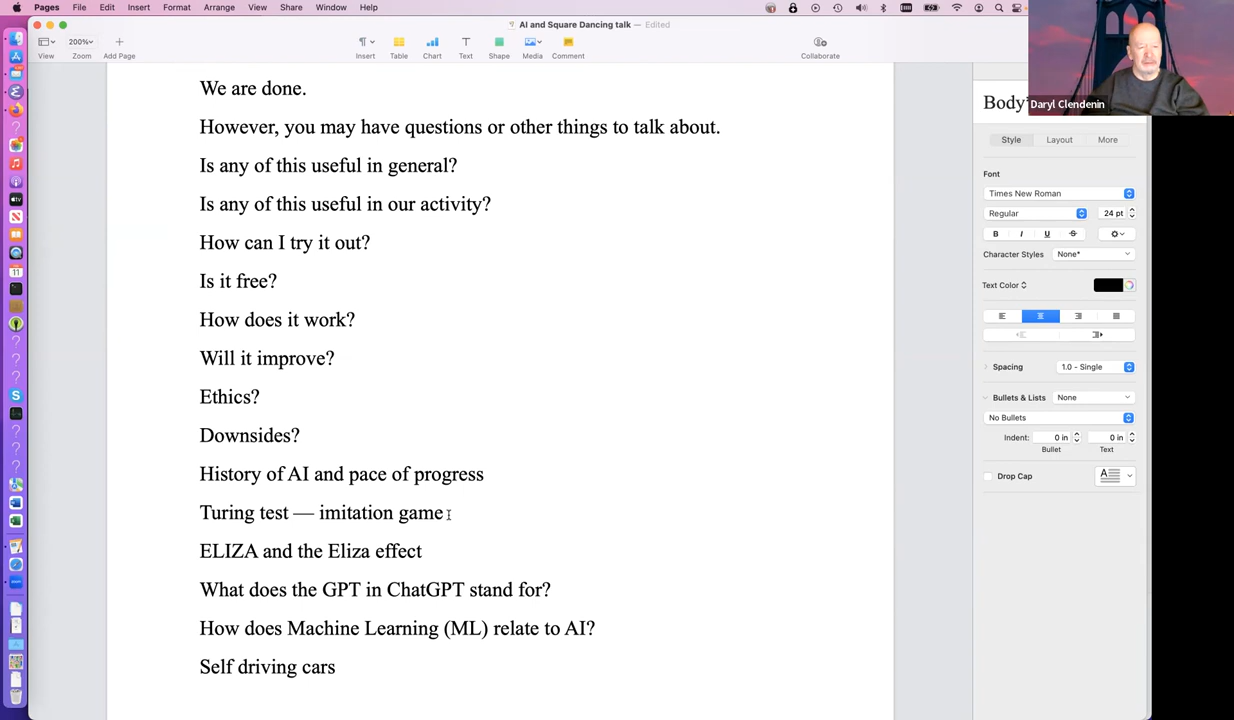 Pages File Edit Insert Format Arrange View Share Window Help
AI and Square Dancing talk — Edited
200%
View Zoom Add Page Insert Table Chart Text Shape Media Comment Collaborate
Daryl Clendenin
We are done.
However, you may have questions or other things to talk about.
Is any of this useful in general?
Is any of this useful in our activity?
How can I try it out?
Is it free?
How does it work?
Will it improve?
Ethics?
Downsides?
History of AI and pace of progress
Turing test — imitation game
ELIZA and the Eliza effect
What does the GPT in ChatGPT stand for?
How does Machine Learning (ML) relate to AI?
Self driving cars
Body
Style Layout More
Font
Times New Roman
Regular 24 pt
B I U S
Character Styles None*
Text Color
Spacing 1.0 - Single
Bullets & Lists None
No Bullets
Indent: 0 in 0 in
Bullet Text
Drop Cap